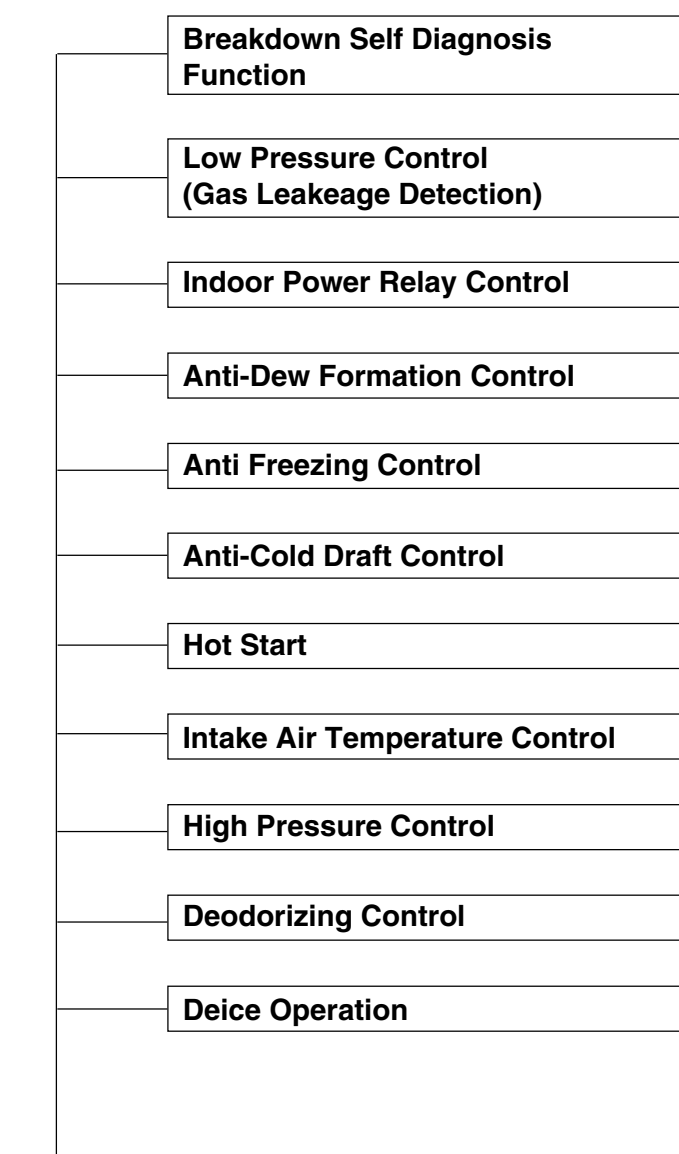 Breakdown Self Diagnosis
Function
Low Pressure Control
(Gas Leakeage Detection)
Indoor Power Relay Control
Anti-Dew Formation Control
Anti Freezing Control
Anti-Cold Draft Control
Hot Start
Intake Air Temperature Control
High Pressure Control
Deodorizing Control
Deice Operation